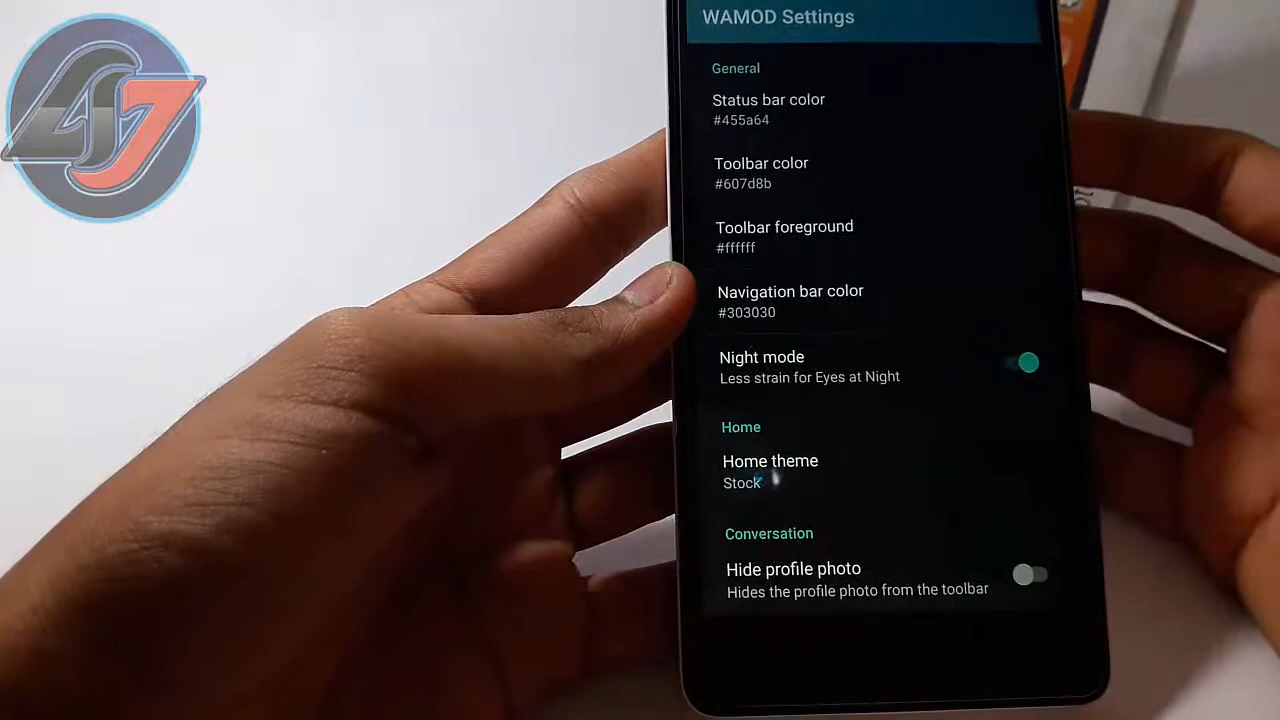 WAMOD Settings
General
Status bar color
#455a64
Toolbar color
#607d8b
Toolbar foreground
#ffffff
Navigation bar color
#303030
Night mode
Less strain for Eyes at Night
Home
Home theme
Stock
Conversation
Hide profile photo
Hides the profile photo from the toolbar